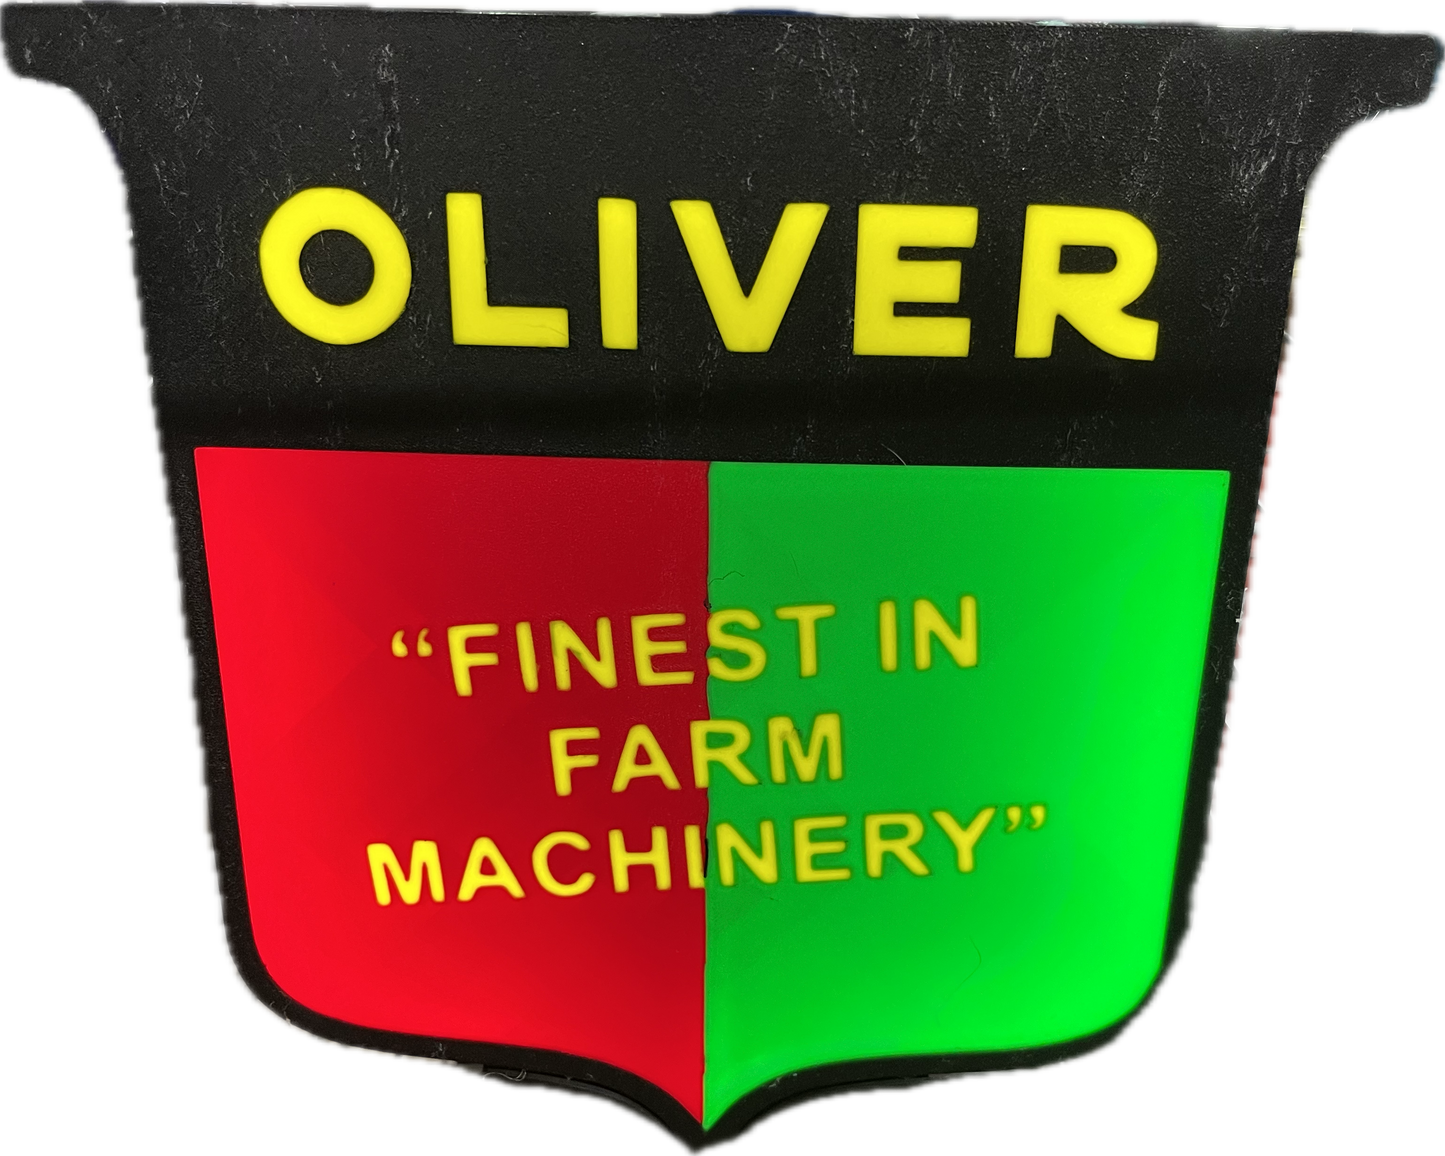 OLIVER
“FINEST IN
FARM
MACHINERY”